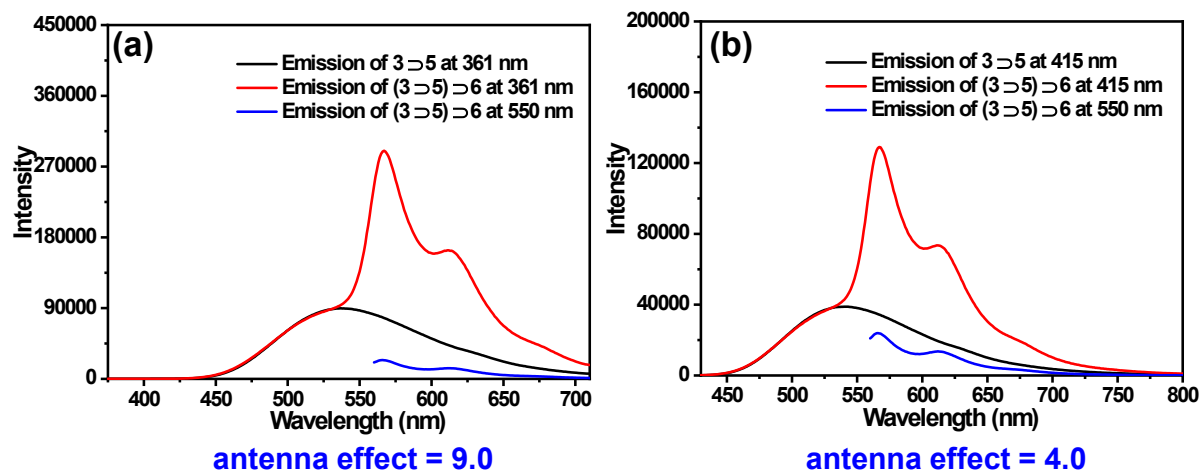 (a)
Emission of 3⊃5 at 361 nm
Emission of (3⊃5)⊃6 at 361 nm
Emission of (3⊃5)⊃6 at 550 nm
Intensity
450000
360000
270000
180000
90000
0
400 450 500 550 600 650 700
Wavelength (nm)
antenna effect = 9.0
(b)
Emission of 3⊃5 at 415 nm
Emission of (3⊃5)⊃6 at 415 nm
Emission of (3⊃5)⊃6 at 550 nm
Intensity
200000
160000
120000
80000
40000
0
450 500 550 600 650 700 750 800
Wavelength (nm)
antenna effect = 4.0